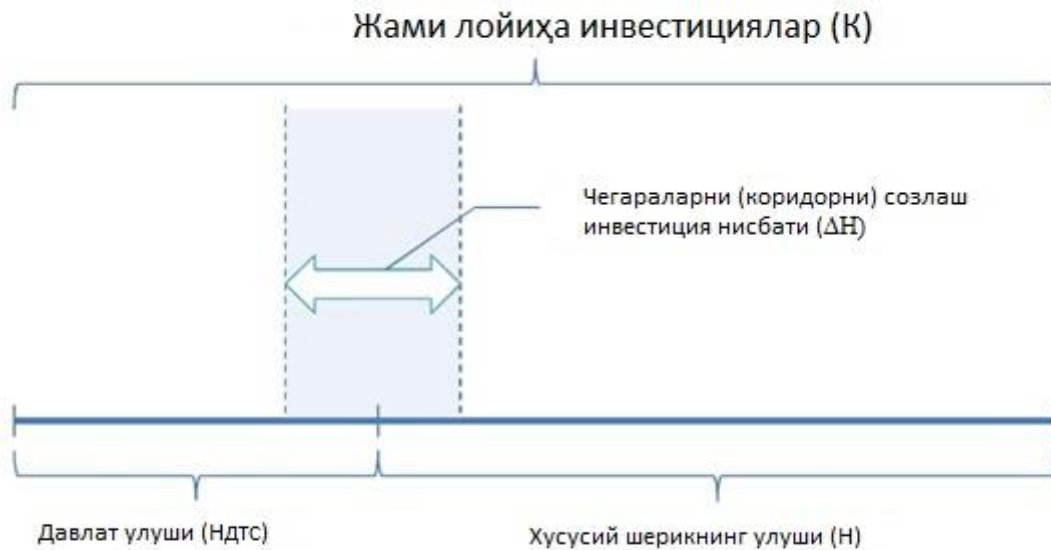 Жами лойиҳа инвестициялар (К)
Чегараларни (коридорни) созлаш
инвестиция нисбати (ΔН)
Давлат улуши (Ндтс)
Хусусий шерикнинг улуши (Н)